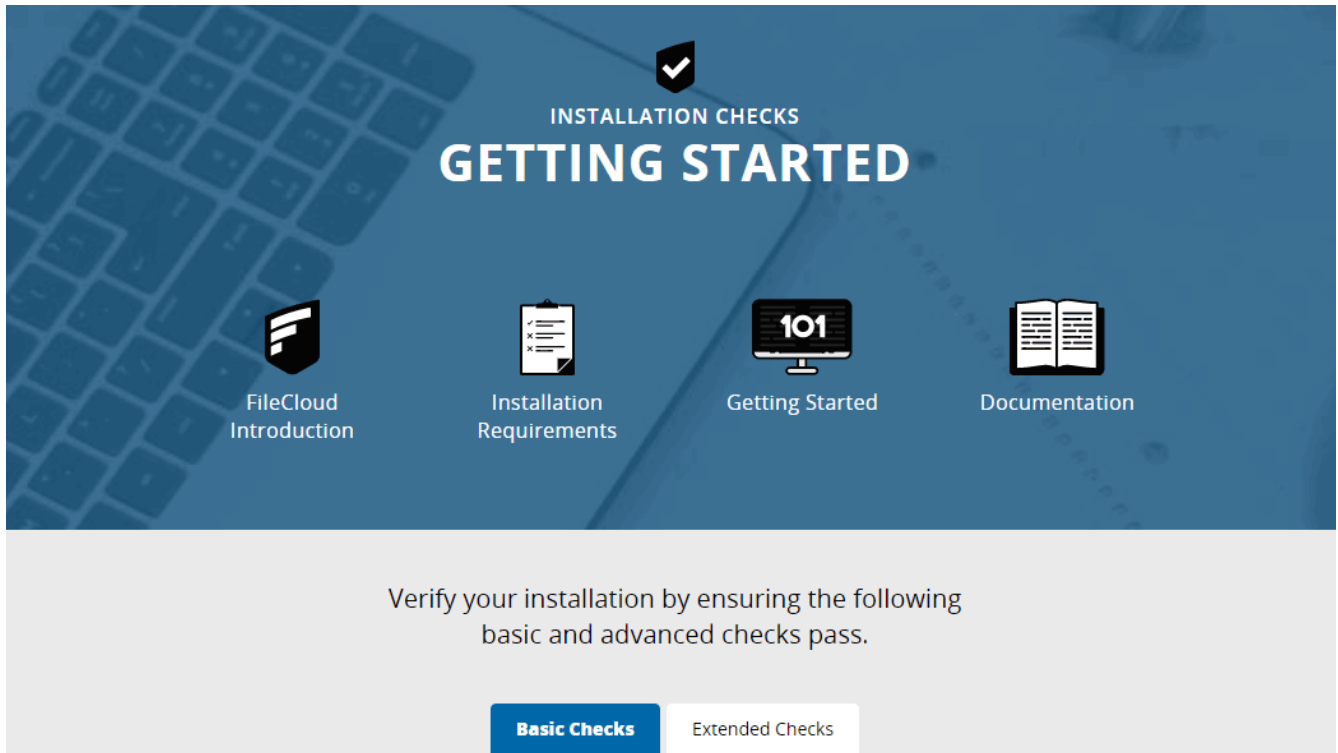 INSTALLATION CHECKS
GETTING STARTED
101
FileCloud
Introduction
Installation
Requirements
Getting Started
Documentation
Verify your installation by ensuring the following
basic and advanced checks pass.
Basic Checks
Extended Checks